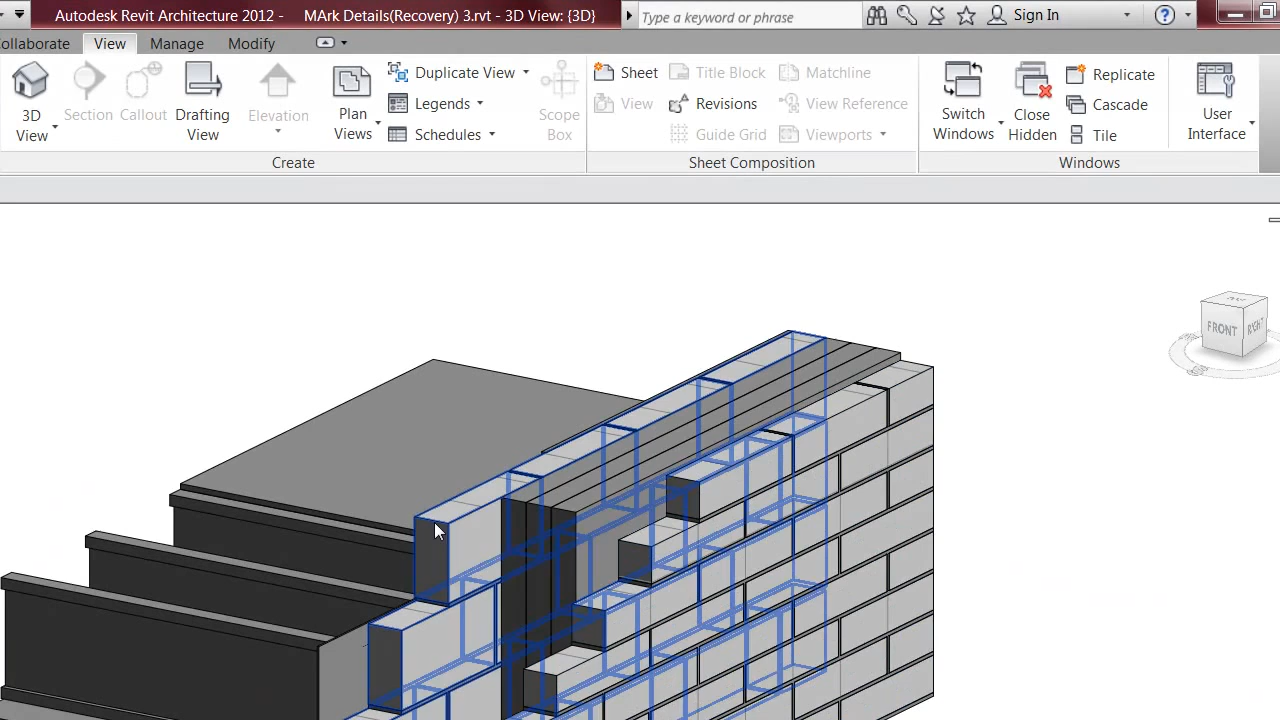 Autodesk Revit Architecture 2012 - MArk Details(Recovery) 3.rvt - 3D View: {3D}
Type a keyword or phrase
Sign In
ollaborate View Manage Modify
3D View
Section
Callout
Drafting View
Elevation
Plan Views
Duplicate View
Legends
Schedules
Scope Box
Create
Sheet
Title Block
Matchline
View
Revisions
View Reference
Guide Grid
Viewports
Sheet Composition
Switch Windows
Close Hidden
Replicate
Cascade
Tile
Windows
User Interface
FRONT
RIGHT